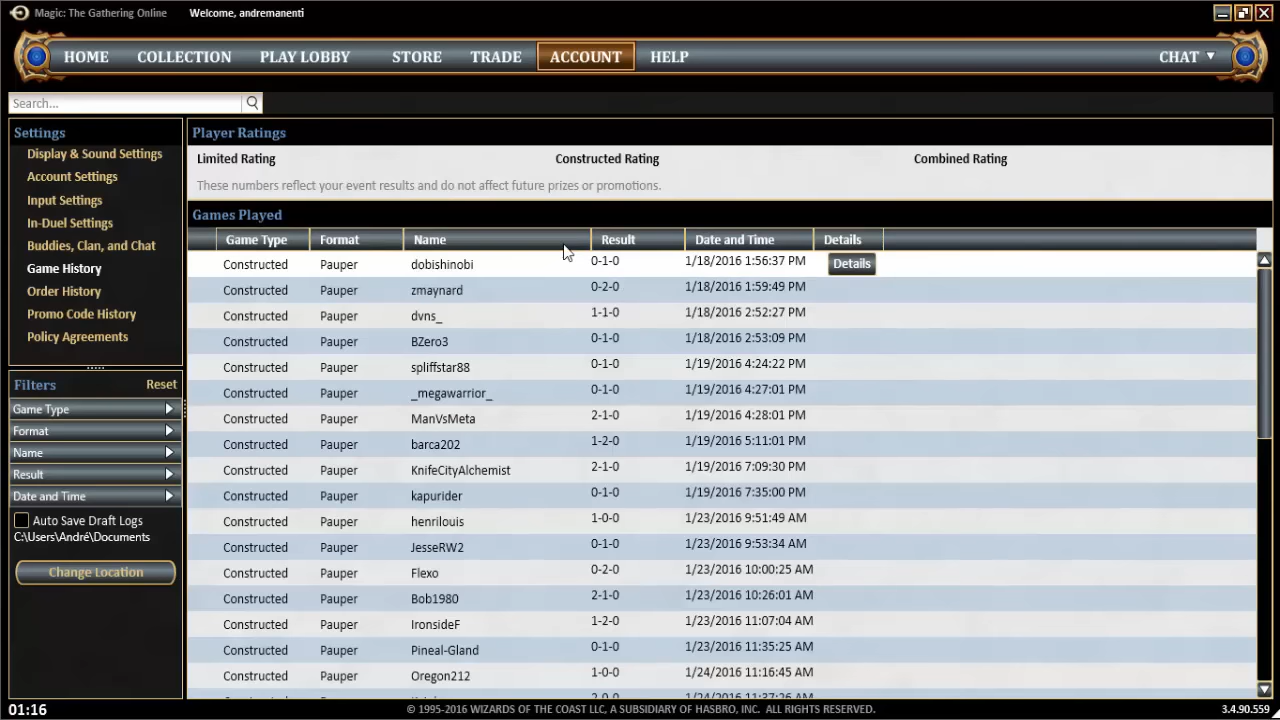 Magic: The Gathering Online Welcome, andremanenti
HOME COLLECTION PLAY LOBBY STORE TRADE ACCOUNT HELP CHAT
Search...
Settings
Display & Sound Settings
Account Settings
Input Settings
In-Duel Settings
Buddies, Clan, and Chat
Game History
Order History
Promo Code History
Policy Agreements
Filters Reset
Game Type
Format
Name
Result
Date and Time
Auto Save Draft Logs
C:\Users\André\Documents
Change Location
Player Ratings
Limited Rating Constructed Rating Combined Rating
These numbers reflect your event results and do not affect future prizes or promotions.
Games Played
Game Type Format Name Result Date and Time Details
Constructed Pauper dobishinobi 0-1-0 1/18/2016 1:56:37 PM Details
Constructed Pauper zmaynard 0-2-0 1/18/2016 1:59:49 PM
Constructed Pauper dvns_ 1-1-0 1/18/2016 2:52:27 PM
Constructed Pauper BZero3 0-1-0 1/18/2016 2:53:09 PM
Constructed Pauper spliffstar88 0-1-0 1/19/2016 4:24:22 PM
Constructed Pauper _megawarrior_ 0-1-0 1/19/2016 4:27:01 PM
Constructed Pauper ManVsMeta 2-1-0 1/19/2016 4:28:01 PM
Constructed Pauper barca202 1-2-0 1/19/2016 5:11:01 PM
Constructed Pauper KnifeCityAlchemist 2-1-0 1/19/2016 7:09:30 PM
Constructed Pauper kapurider 0-1-0 1/19/2016 7:35:00 PM
Constructed Pauper henrilouis 1-0-0 1/23/2016 9:51:49 AM
Constructed Pauper JesseRW2 0-1-0 1/23/2016 9:53:34 AM
Constructed Pauper Flexo 0-2-0 1/23/2016 10:00:25 AM
Constructed Pauper Bob1980 2-1-0 1/23/2016 10:26:01 AM
Constructed Pauper IronsideF 1-2-0 1/23/2016 11:07:04 AM
Constructed Pauper Pineal-Gland 0-1-0 1/23/2016 11:35:25 AM
Constructed Pauper Oregon212 1-0-0 1/24/2016 11:16:45 AM
2-0-0 1/24/2016 11:37:26 AM
01:16 © 1995-2016 WIZARDS OF THE COAST LLC, A SUBSIDIARY OF HASBRO, INC. ALL RIGHTS RESERVED. 3.4.90.559